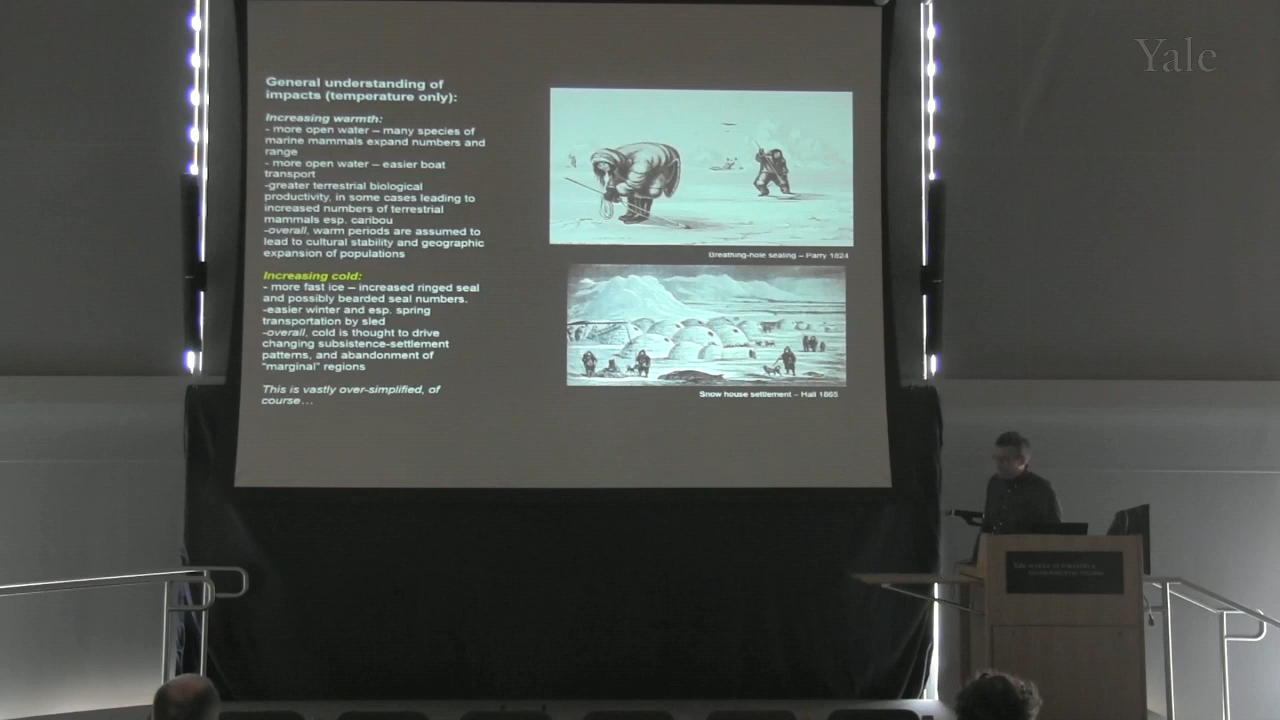 Yale
General understanding of
impacts (temperature only):
Increasing warmth:
- more open water – many species of
marine mammals expand numbers and
range
- more open water – easier boat
transport
-greater terrestrial biological
productivity, in some cases leading to
increased numbers of terrestrial
mammals esp. caribou
-overall, warm periods are assumed to
lead to cultural stability and geographic
expansion of populations
Increasing cold:
- more fast ice – increased ringed seal
and possibly bearded seal numbers.
-easier winter and esp. spring
transportation by sled
-overall, cold is thought to drive
changing subsistence-settlement
patterns, and abandonment of
"marginal" regions
This is vastly over-simplified, of
course…
Breathing-hole sealing – Parry 1824
Snow house settlement – Hall 1865
Yale